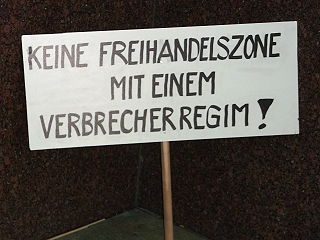 KEINE FREIHANDELSZONE
MIT EINEM
VERBRECHERREGIM!